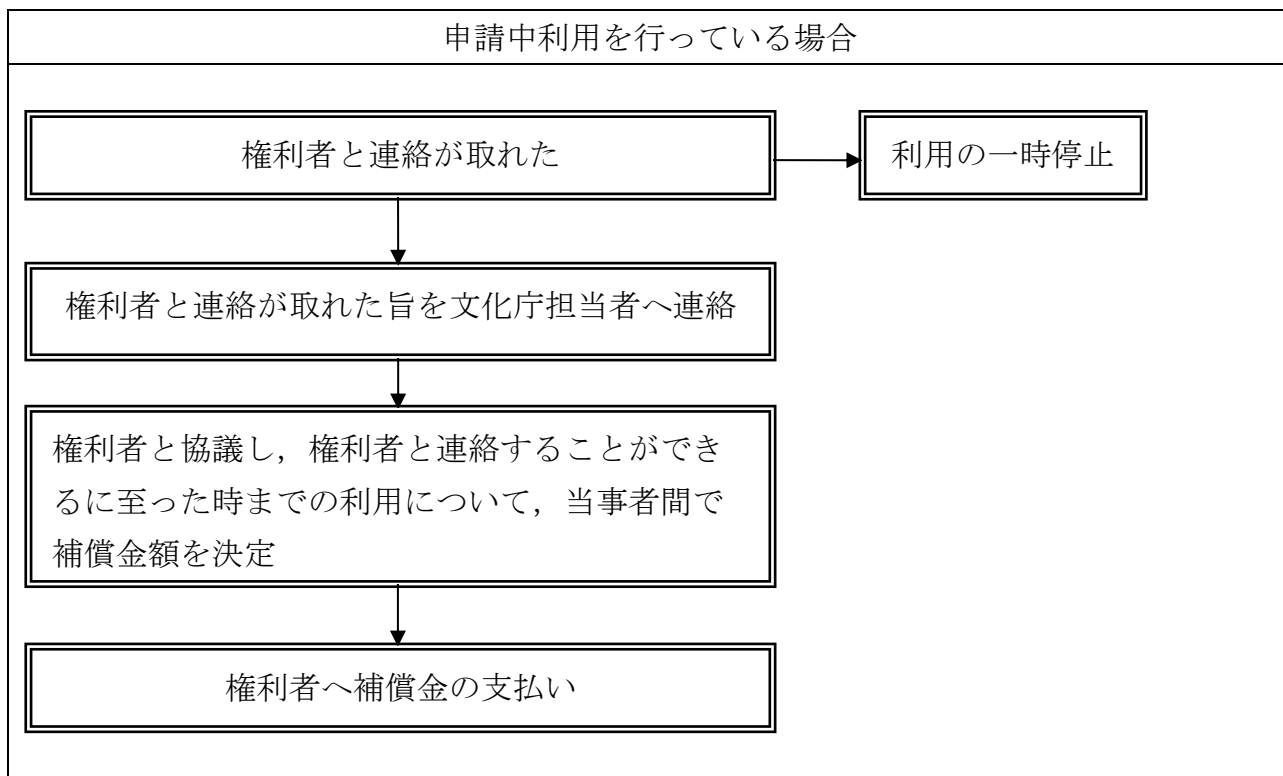 申請中利用を行っている場合
権利者と連絡が取れた
利用の一時停止
権利者と連絡が取れた旨を文化庁担当者へ連絡
権利者と協議し，権利者と連絡することができ
るに至った時までの利用について，当事者間で
補償金額を決定
権利者へ補償金の支払い